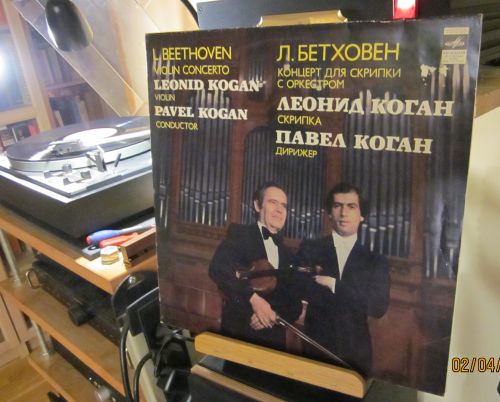 L. BEETHOVEN
VIOLIN CONCERTO
LEONID KOGAN
VIOLIN
PAVEL KOGAN
CONDUCTOR
Л. БЕТХОВЕН
КОНЦЕРТ ДЛЯ СКРИПКИ
С ОРКЕСТРОМ
ЛЕОНИД КОГАН
СКРИПКА
ПАВЕЛ КОГАН
ДИРИЖЕР
02/04/